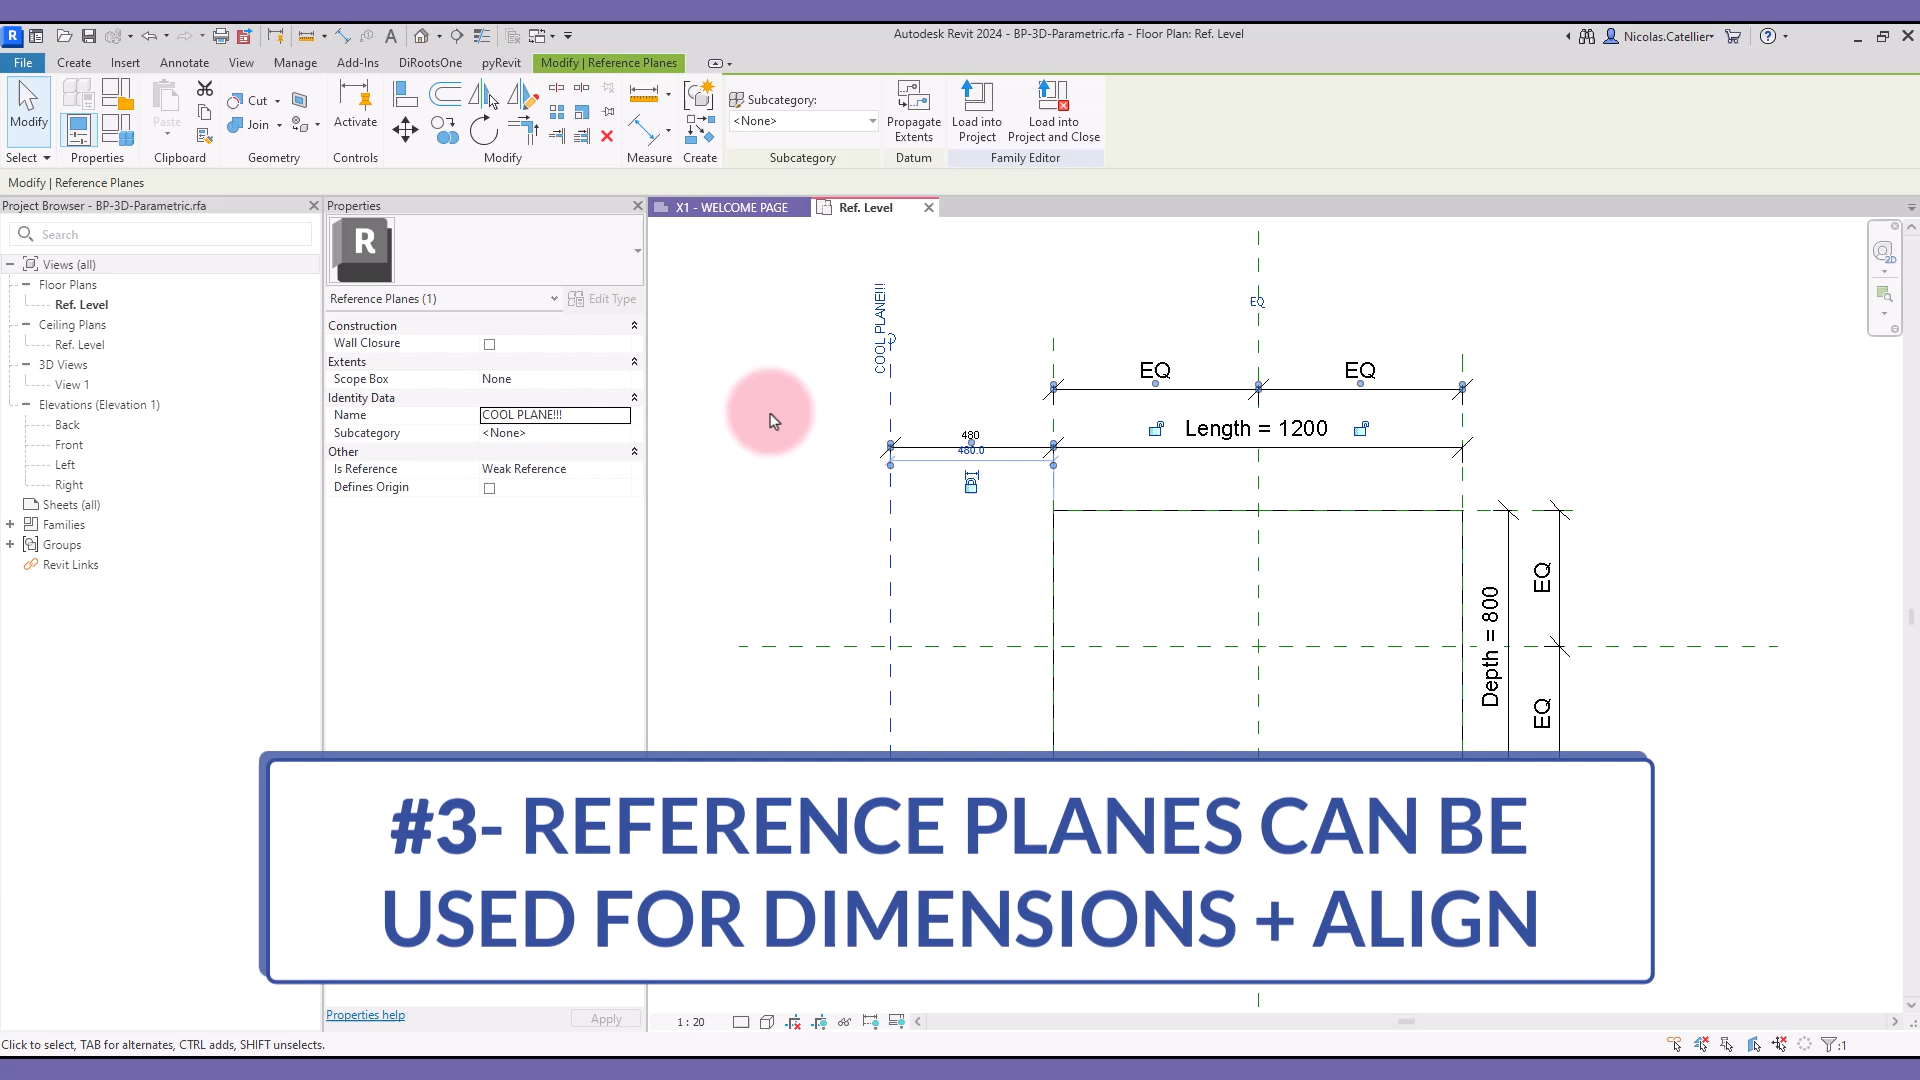 Autodesk Revit 2024 - BP-3D-Parametric.rfa - Floor Plan: Ref. Level
Nicolas.Catellier
File Create Insert Annotate View Manage Add-Ins DiRootsOne pyRevit Modify | Reference Planes
Modify
Paste
Cut
Join
Activate
Subcategory:
<None>
Propagate Extents
Load into Project
Load into Project and Close
Select Properties Clipboard Geometry Controls Modify Measure Create Subcategory Datum Family Editor
Modify | Reference Planes
Project Browser - BP-3D-Parametric.rfa
Search
Views (all)
Floor Plans
Ref. Level
Ceiling Plans
Ref. Level
3D Views
View 1
Elevations (Elevation 1)
Back
Front
Left
Right
Sheets (all)
Families
Groups
Revit Links
Properties
R
Reference Planes (1)
Edit Type
Construction
Wall Closure
Extents
Scope Box None
Identity Data
Name COOL PLANE!!!
Subcategory <None>
Other
Is Reference Weak Reference
Defines Origin
Properties help
Apply
X1 - WELCOME PAGE
Ref. Level
2D
COOL PLANE!!!
EQ
EQ
EQ
480
480.0
Length = 1200
Depth = 800
EQ
EQ
#3- REFERENCE PLANES CAN BE
USED FOR DIMENSIONS + ALIGN
1 : 20
Click to select, TAB for alternates, CTRL adds, SHIFT unselects.
:1